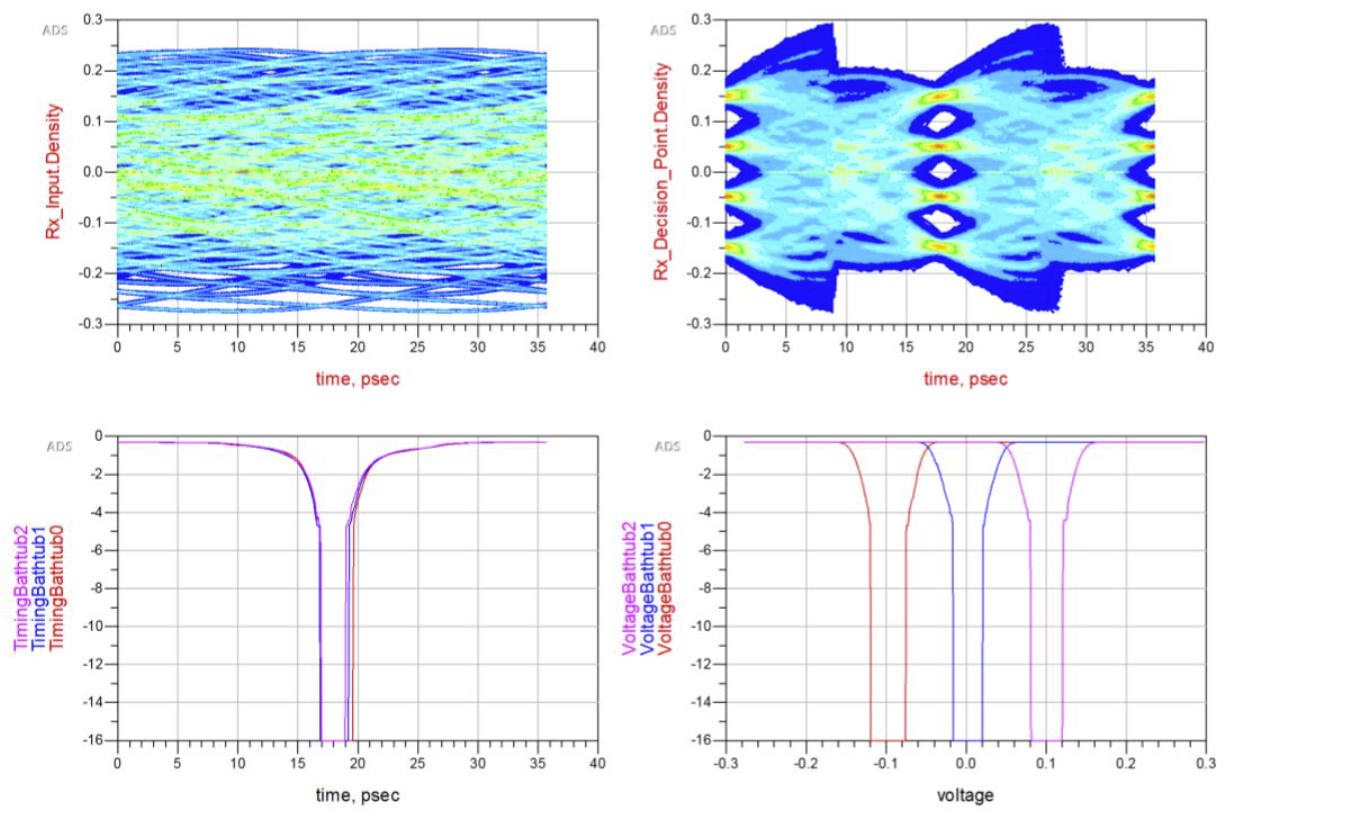 ADS
Rx_Input.Density
0.3
0.2
0.1
0.0
-0.1
-0.2
-0.3
0 5 10 15 20 25 30 35 40
time, psec
ADS
Rx_Decision_Point.Density
0.3
0.2
0.1
0.0
-0.1
-0.2
-0.3
0 5 10 15 20 25 30 35 40
time, psec
ADS
TimingBathtub2
TimingBathtub1
TimingBathtub0
0
-2
-4
-6
-8
-10
-12
-14
-16
0 5 10 15 20 25 30 35 40
time, psec
ADS
VoltageBathtub2
VoltageBathtub1
VoltageBathtub0
0
-2
-4
-6
-8
-10
-12
-14
-16
-0.3 -0.2 -0.1 0.0 0.1 0.2 0.3
voltage